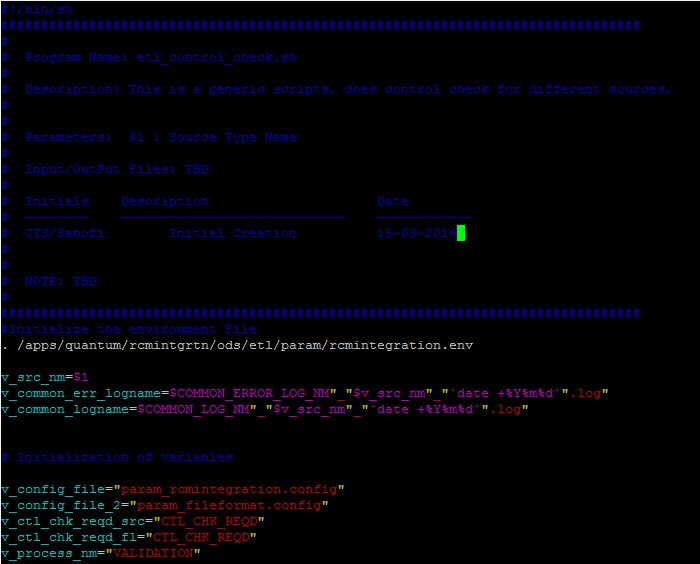 #!/bin/sh
################################################################################
#
#  Program Name: etl_control_check.sh
#
#  Description: This is a generic scripts, does control check for different sources.
#
#
#  Parameters:  $1 : Source Type Name
#
#  Input/OutPut Files: TBD
#
#  Initials    Description                     Date
#  --------    ----------------------------    ------------
#  CTS/Sanofi        Initial Creation          15-03-2016
#
#
#  NOTE: TBD
#
################################################################################
#Initialize the environment file
. /apps/quantum/rcmintgrtn/ods/etl/param/rcmintegration.env
v_src_nm=$1
v_common_err_logname=$COMMON_ERROR_LOG_NM"_"$v_src_nm"_"`date +%Y%m%d`".log"
v_common_logname=$COMMON_LOG_NM"_"$v_src_nm"_"`date +%Y%m%d`".log"
# Initialization of variables
v_config_file="param_rcmintegration.config"
v_config_file_2="param_fileformat.config"
v_ctl_chk_reqd_src="CTL_CHK_REQD"
v_ctl_chk_reqd_fl="CTL_CHK_REQD"
v_process_nm="VALIDATION"